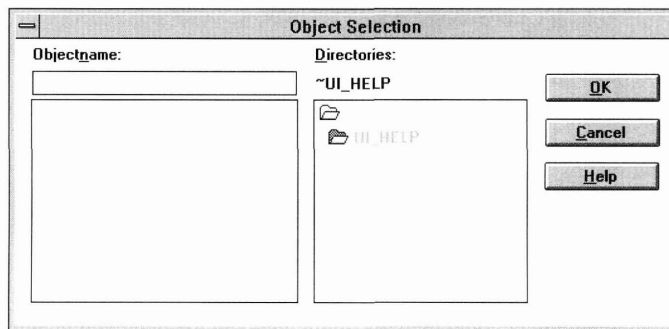 Object Selection
Objectname:
Directories:
~UI_HELP
UI_HELP
OK
Cancel
Help